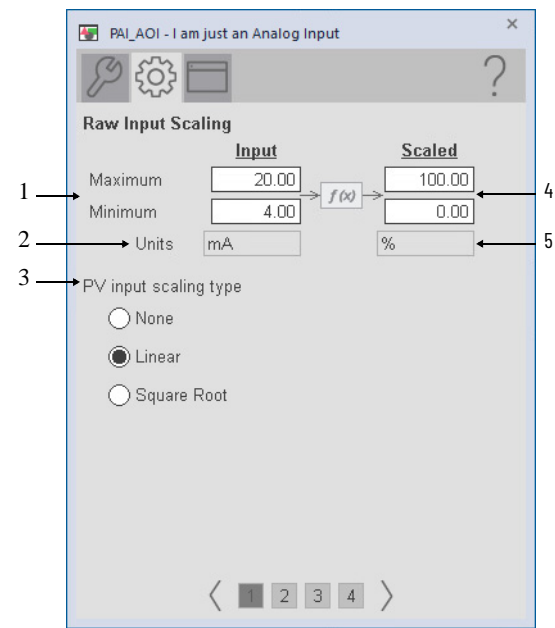 PAI_AOI - I am just an Analog Input
×
?
Raw Input Scaling
Input Scaled
1 Maximum 20.00 f(x) 100.00 4
Minimum 4.00 0.00
2 Units mA % 5
3 PV input scaling type
None
Linear
Square Root
1 2 3 4